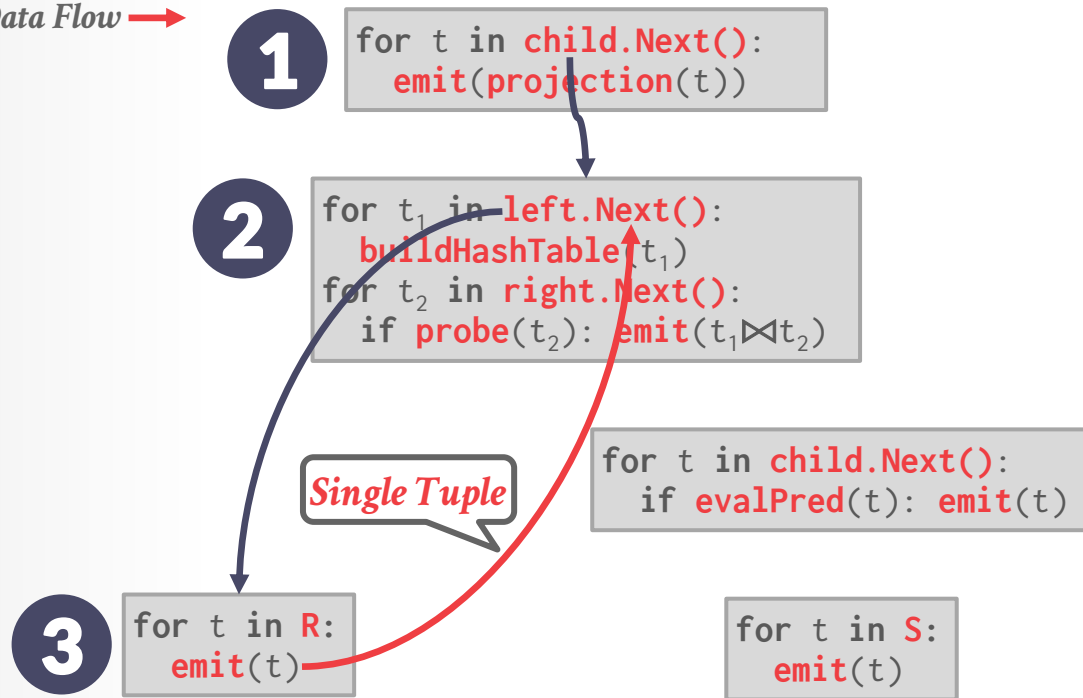 Data Flow
1
for t in child.Next():
emit(projection(t))
2
for t₁ in left.Next():
buildHashTable(t₁)
for t₂ in right.Next():
if probe(t₂): emit(t₁⨝t₂)
for t in child.Next():
if evalPred(t): emit(t)
Single Tuple
3
for t in R:
emit(t)
for t in S:
emit(t)